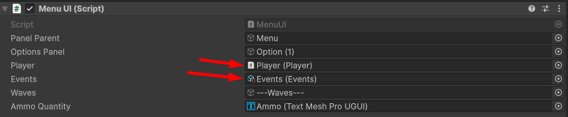 Menu UI (Script)
Script MenuUI
Panel Parent Menu
Options Panel Option (1)
Player Player (Player)
Events Events (Events)
Waves ---Waves---
Ammo Quantity Ammo (Text Mesh Pro UGUI)